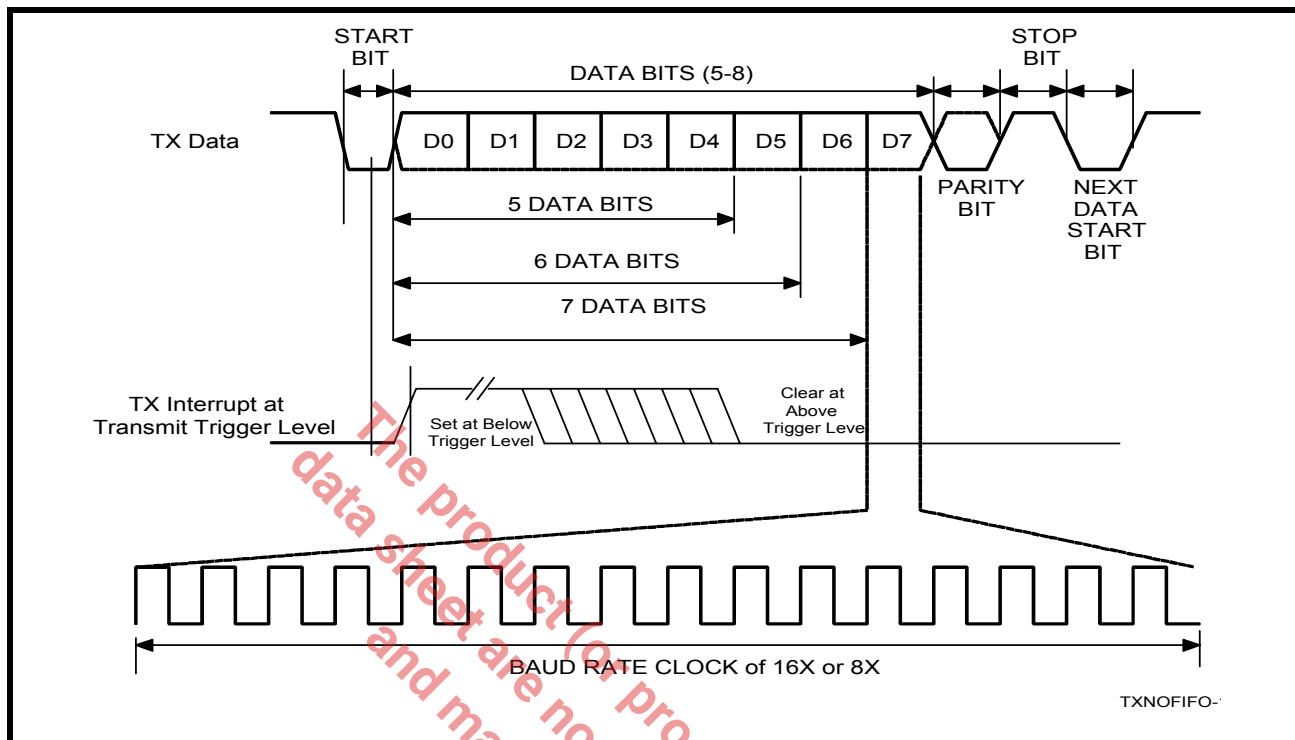 START
BIT
STOP
BIT
DATA BITS (5-8)
TX Data
D0 D1 D2 D3 D4 D5 D6 D7
PARITY
BIT
NEXT
DATA
START
BIT
5 DATA BITS
6 DATA BITS
7 DATA BITS
TX Interrupt at
Transmit Trigger Level
Set at Below
Trigger Level
Clear at
Above
Trigger Level
BAUD RATE CLOCK of 16X or 8X
TXNOFIFO-
The product (or pro
data sheet are no
and ma